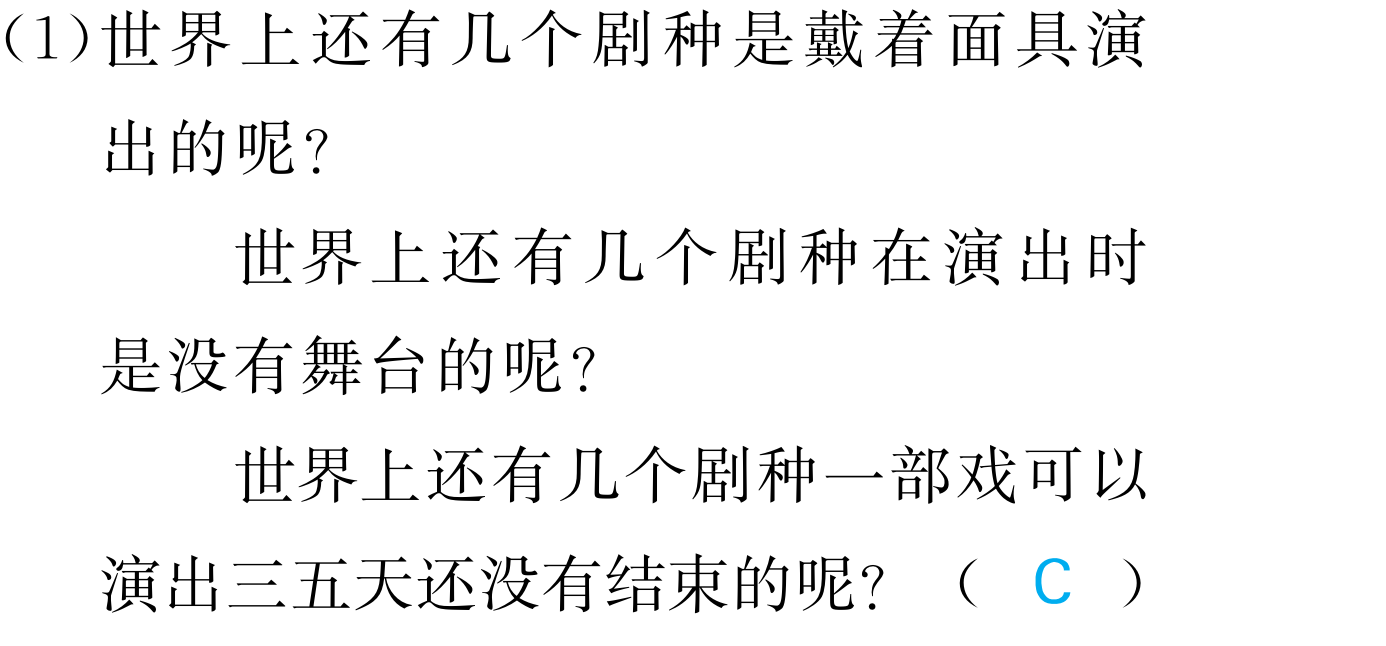 (1)世界上还有几个剧种是戴着面具演
出的呢?
世界上还有几个剧种在演出时
是没有舞台的呢?
世界上还有几个剧种一部戏可以
演出三五天还没有结束的呢? ( C )